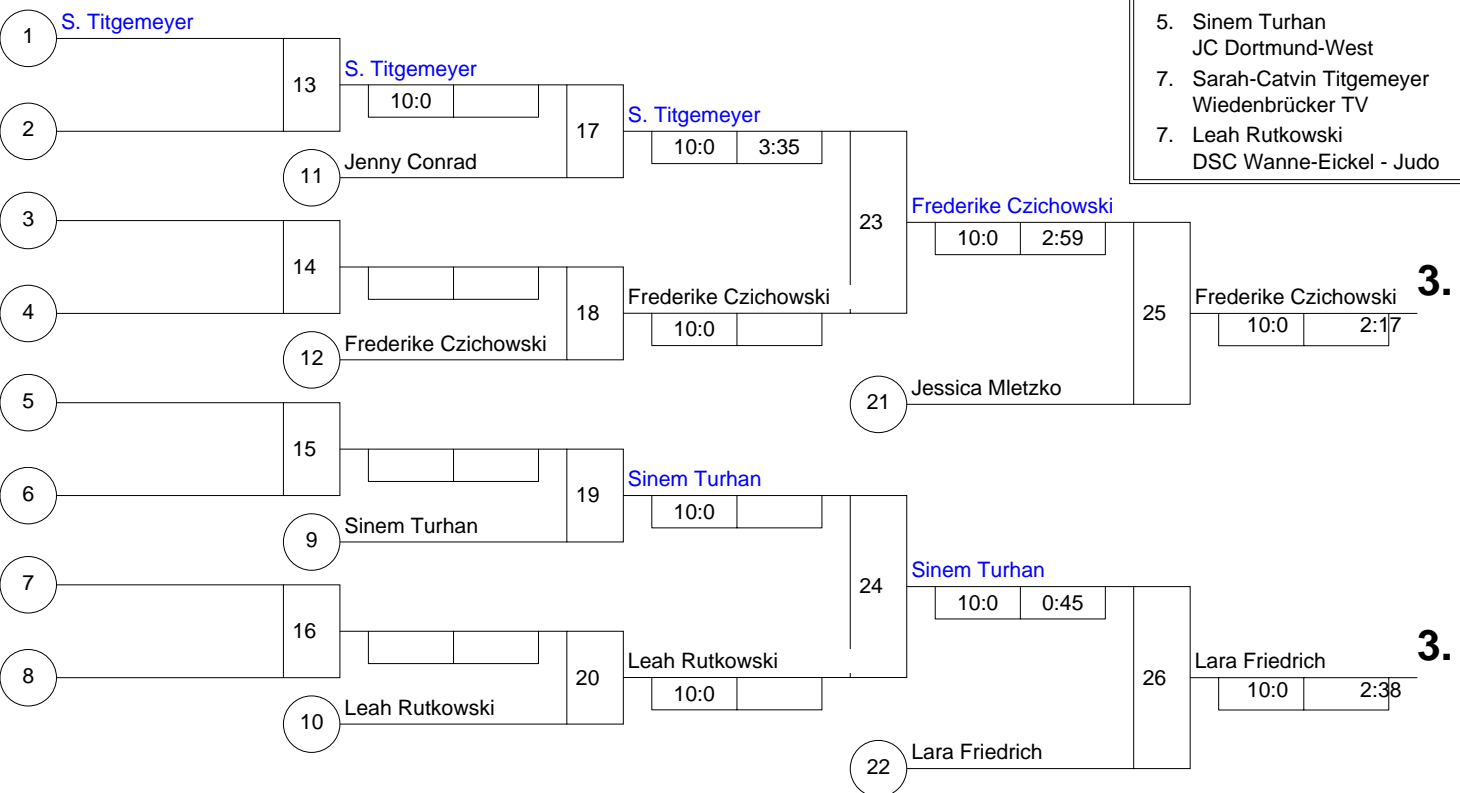 1 S. Titgemeyer
2
13
S. Titgemeyer
10:0
11 Jenny Conrad
17
S. Titgemeyer
10:0 3:35
3
4
14
12 Frederike Czichowski
18
Frederike Czichowski
10:0
23
Frederike Czichowski
10:0 2:59
21 Jessica Mletzko
25
Frederike Czichowski 3.
10:0 2:17
5
6
15
9 Sinem Turhan
19
Sinem Turhan
10:0
7
8
16
10 Leah Rutkowski
20
Leah Rutkowski
10:0
24
Sinem Turhan
10:0 0:45
22 Lara Friedrich
26
Lara Friedrich 3.
10:0 2:38
5. Sinem Turhan
JC Dortmund-West
7. Sarah-Catvin Titgemeyer
Wiedenbrücker TV
7. Leah Rutkowski
DSC Wanne-Eickel - Judo